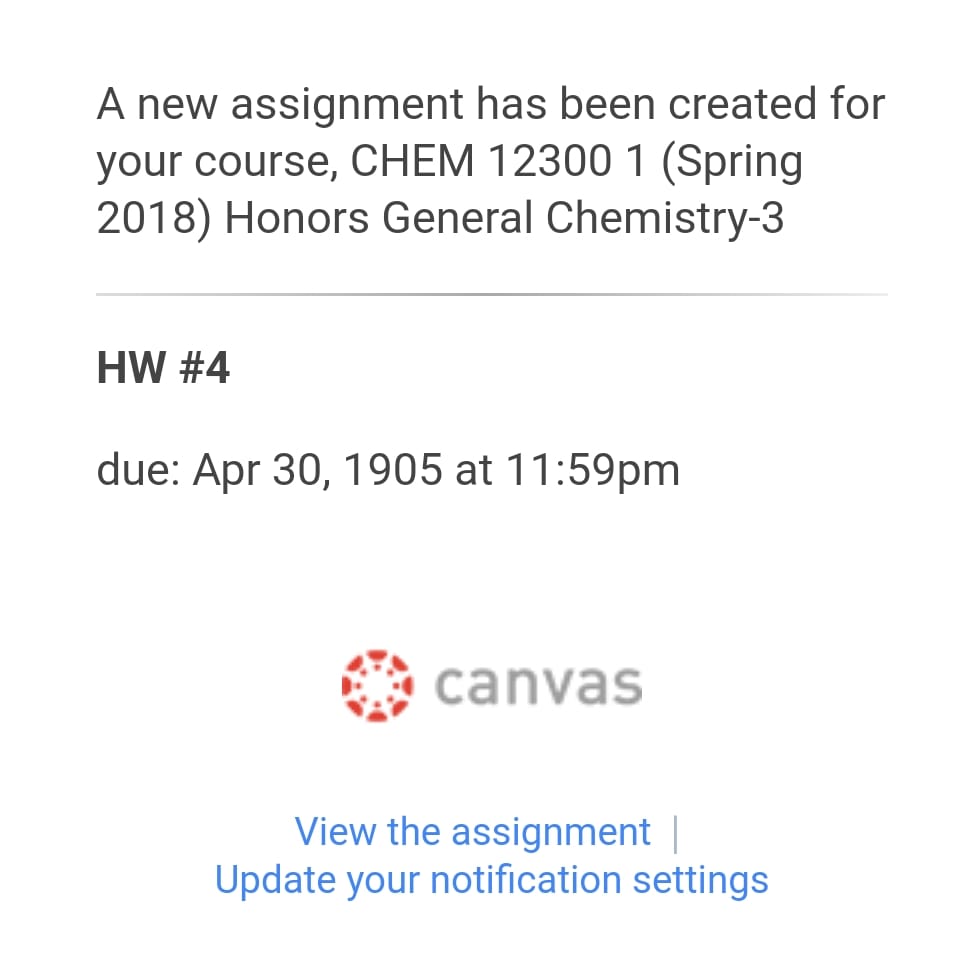 A new assignment has been created for
your course, CHEM 12300 1 (Spring
2018) Honors General Chemistry-3
HW #4
due: Apr 30, 1905 at 11:59pm
canvas
View the assignment |
Update your notification settings